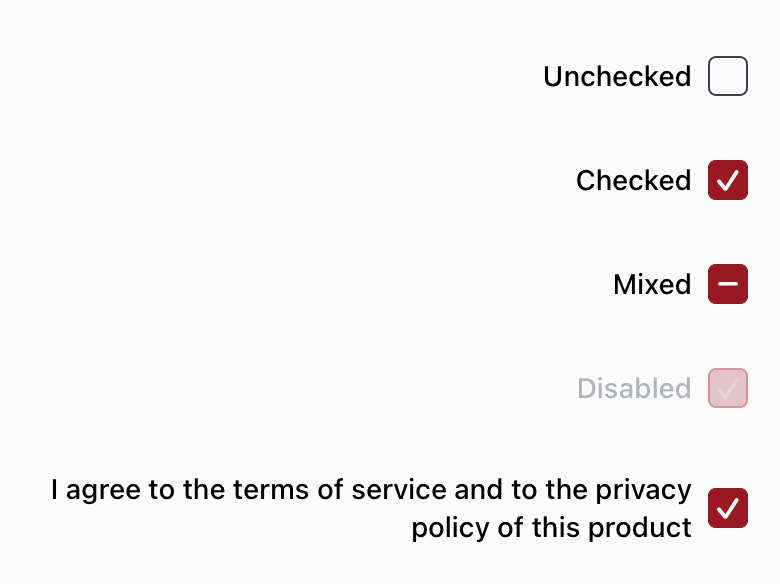 Unchecked
Checked
Mixed
Disabled
I agree to the terms of service and to the privacy
policy of this product